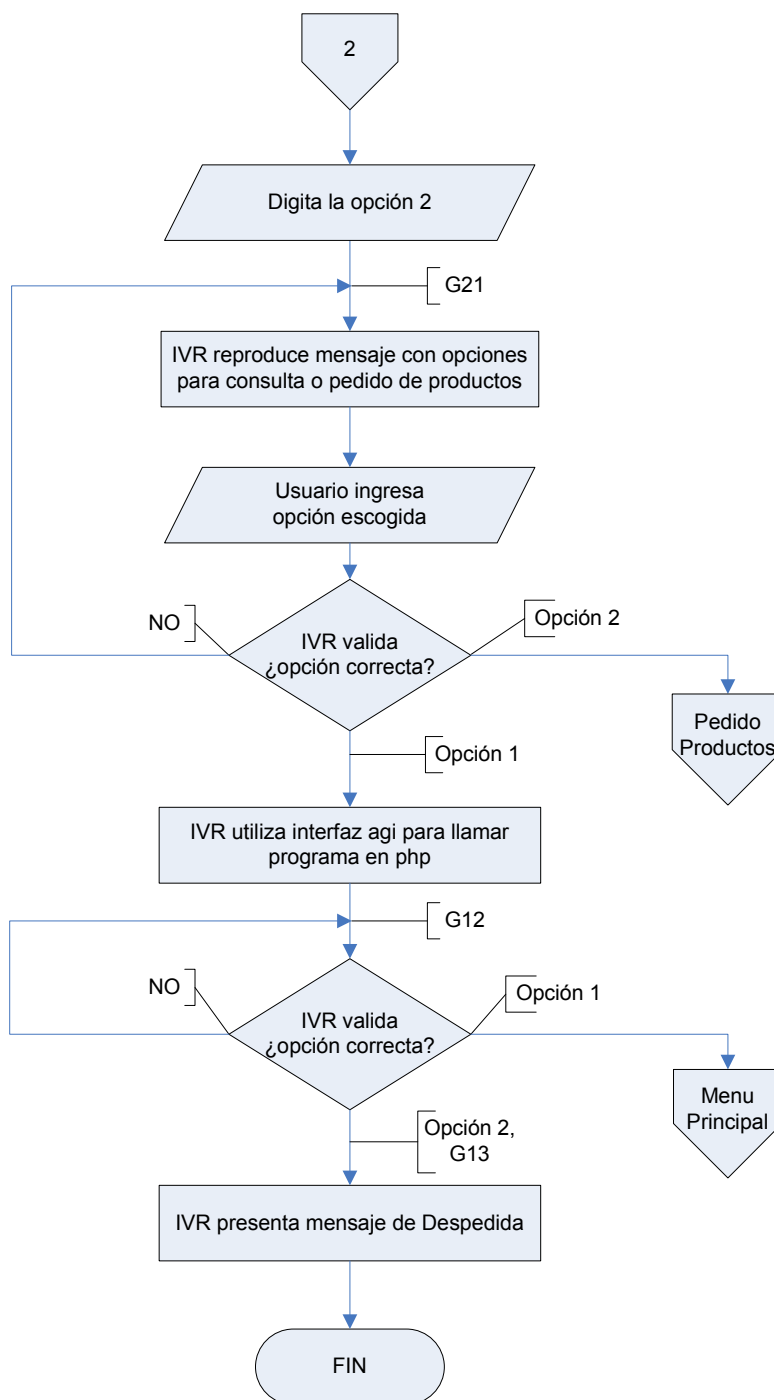 2
Digita la opción 2
G21
IVR reproduce mensaje con opciones
para consulta o pedido de productos
Usuario ingresa
opción escogida
NO
Opción 2
IVR valida
¿opción correcta?
Pedido
Productos
Opción 1
IVR utiliza interfaz agi para llamar
programa en php
G12
NO
Opción 1
IVR valida
¿opción correcta?
Menu
Principal
Opción 2,
G13
IVR presenta mensaje de Despedida
FIN